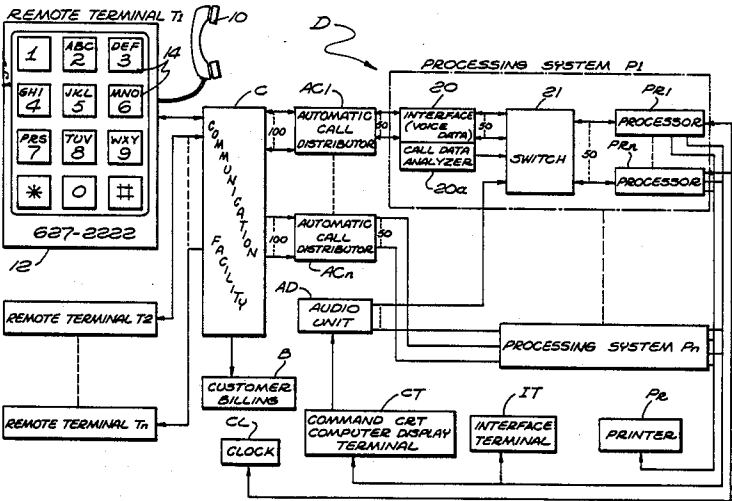 REMOTE TERMINAL T1
10
1
ABC
2
DEF
3
14
GHI
4
JKL
5
MNO
6
PRS
7
TUV
8
WXY
9
*
0
#
627-2222
12
REMOTE TERMINAL T2
REMOTE TERMINAL Tn
C
COMMUNICATION
FACILITY
100
100
B
CUSTOMER
BILLING
CL
CLOCK
AC1
AUTOMATIC
CALL
DISTRIBUTOR
50
AUTOMATIC
CALL
DISTRIBUTOR
50
ACn
AD
AUDIO
UNIT
CT
COMMAND CRT
COMPUTER DISPLAY
TERMINAL
D
PROCESSING SYSTEM P1
20
INTERFACE
(VOICE
DATA)
CALL DATA
ANALYZER
20a
50
21
SWITCH
50
PR1
PROCESSOR
PRn
PROCESSOR
PROCESSING SYSTEM Pn
IT
INTERFACE
TERMINAL
PR
PRINTER